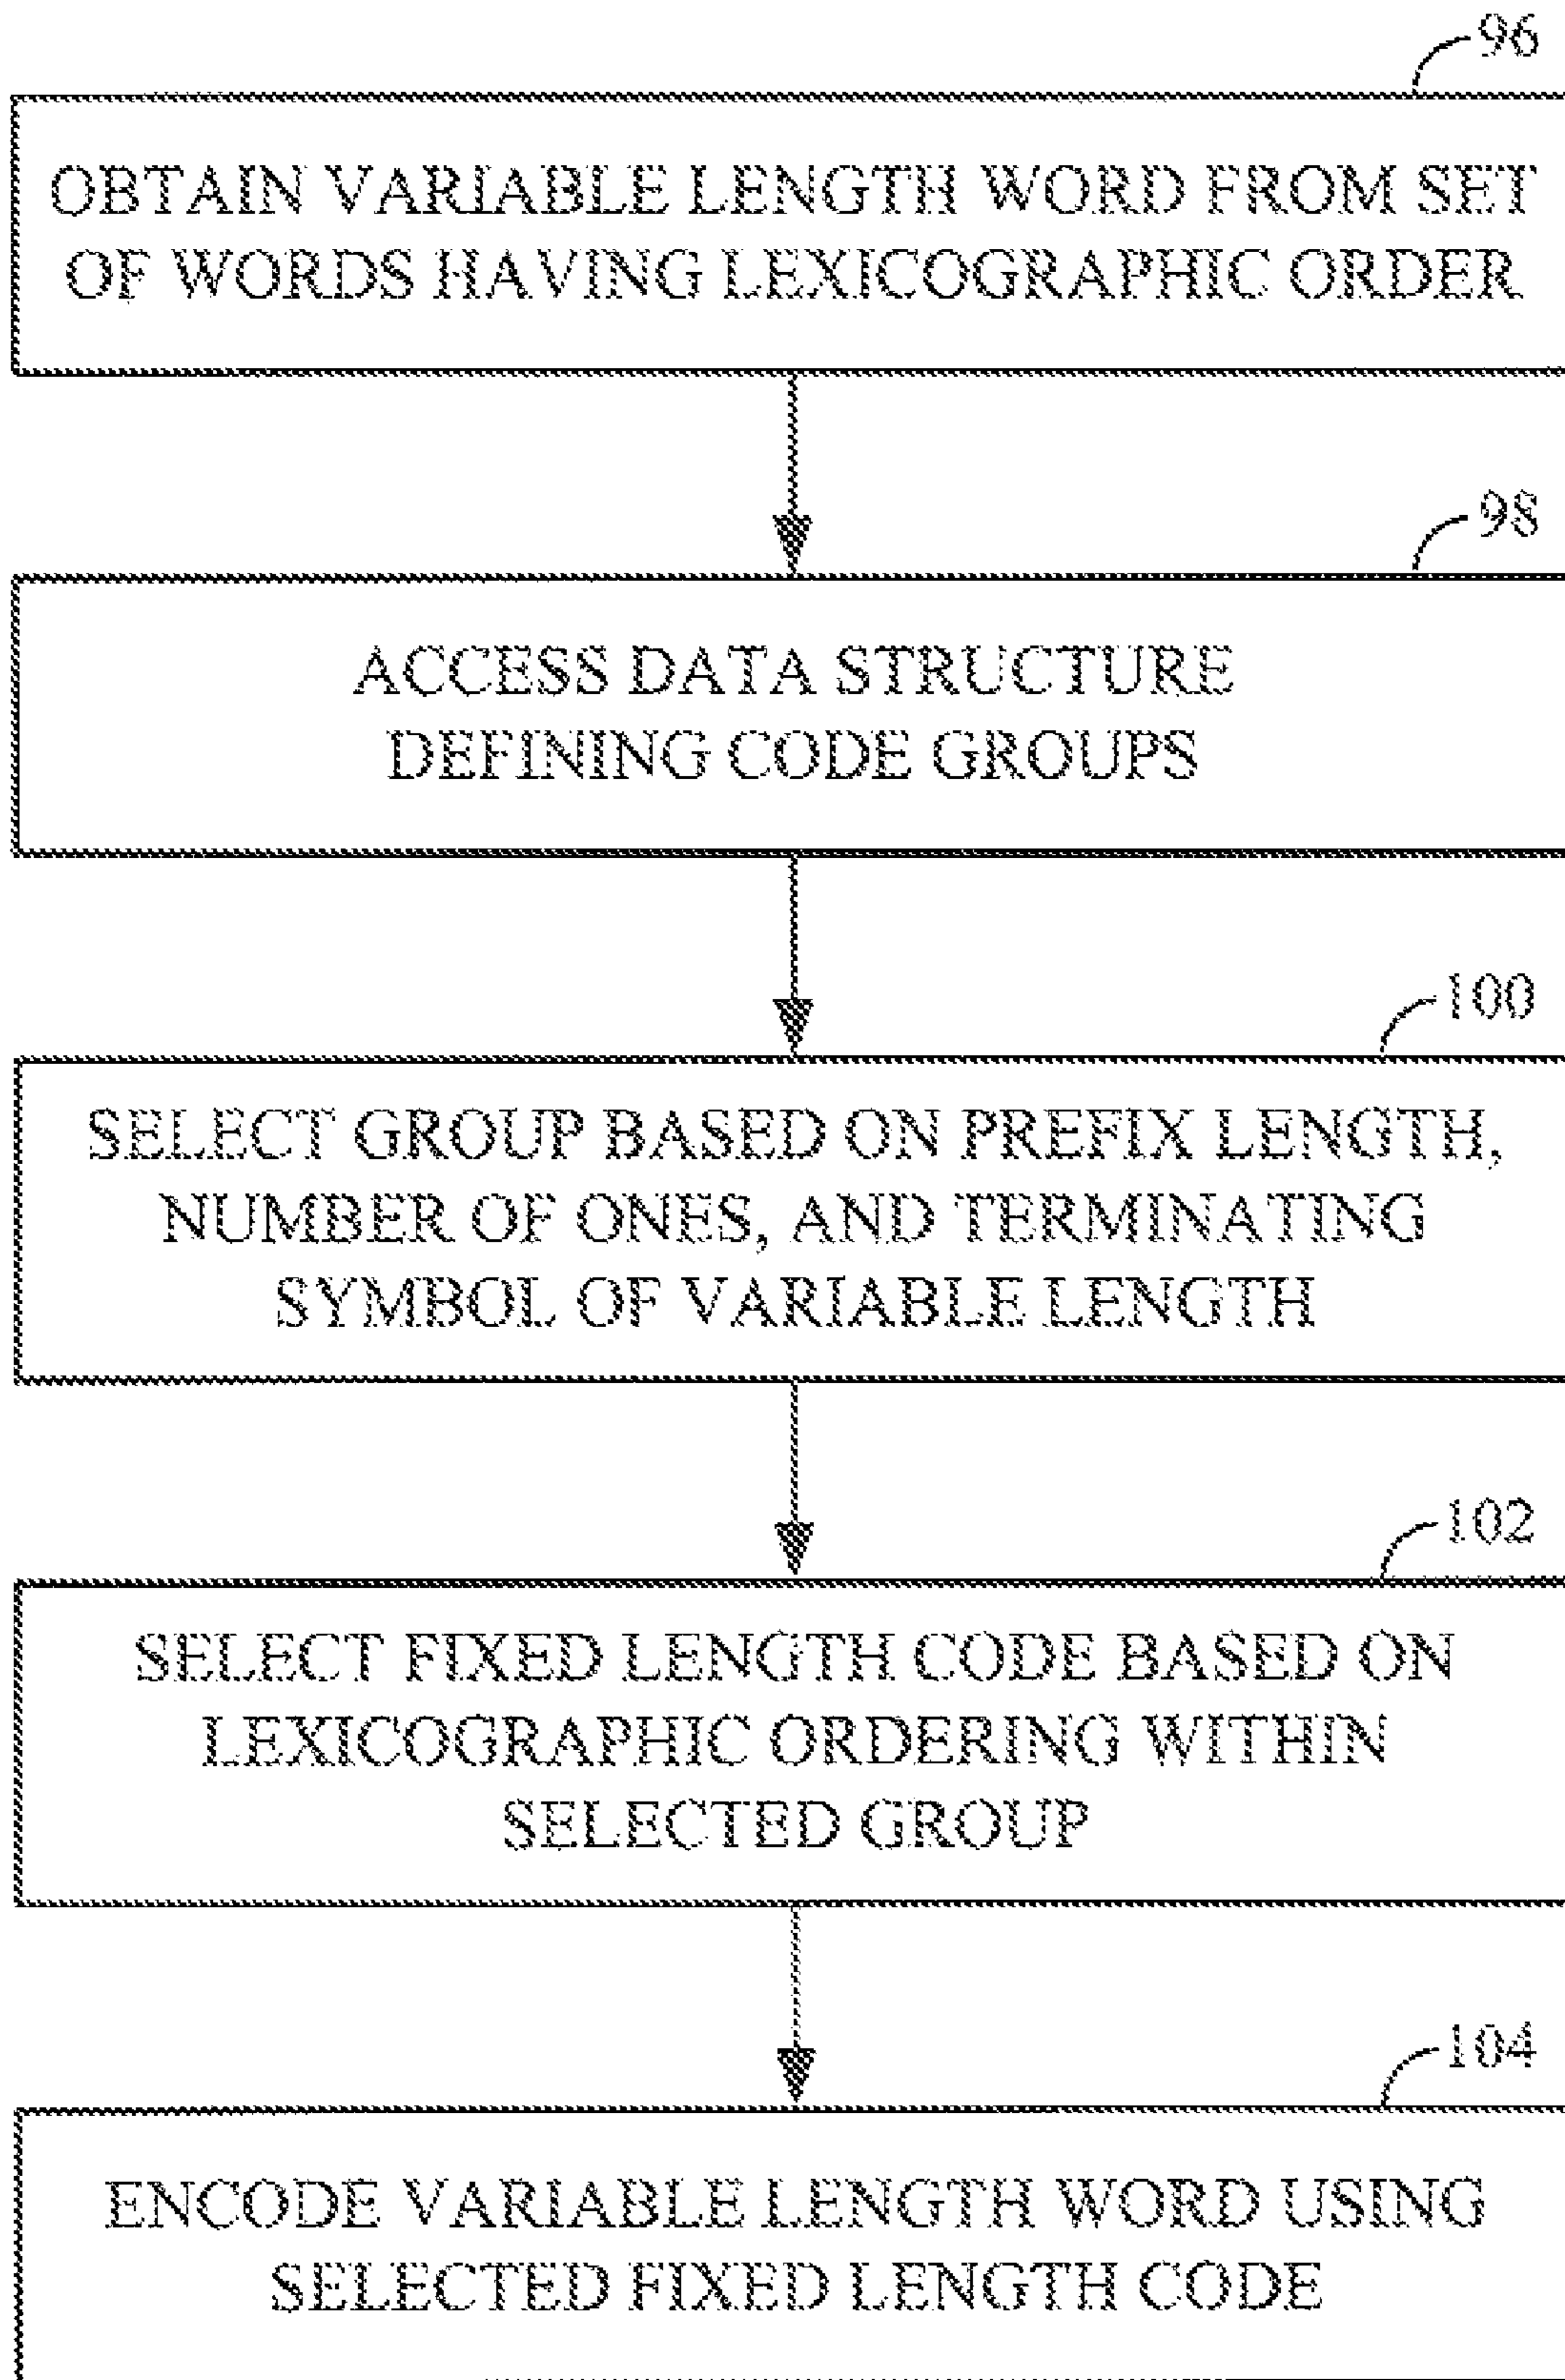 96
OBTAIN VARIABLE LENGTH WORD FROM SET
OF WORDS HAVING LEXICOGRAPHIC ORDER
98
ACCESS DATA STRUCTURE
DEFINING CODE GROUPS
100
SELECT GROUP BASED ON PREFIX LENGTH,
NUMBER OF ONES, AND TERMINATING
SYMBOL OF VARIABLE LENGTH
102
SELECT FIXED LENGTH CODE BASED ON
LEXICOGRAPHIC ORDERING WITHIN
SELECTED GROUP
104
ENCODE VARIABLE LENGTH WORD USING
SELECTED FIXED LENGTH CODE